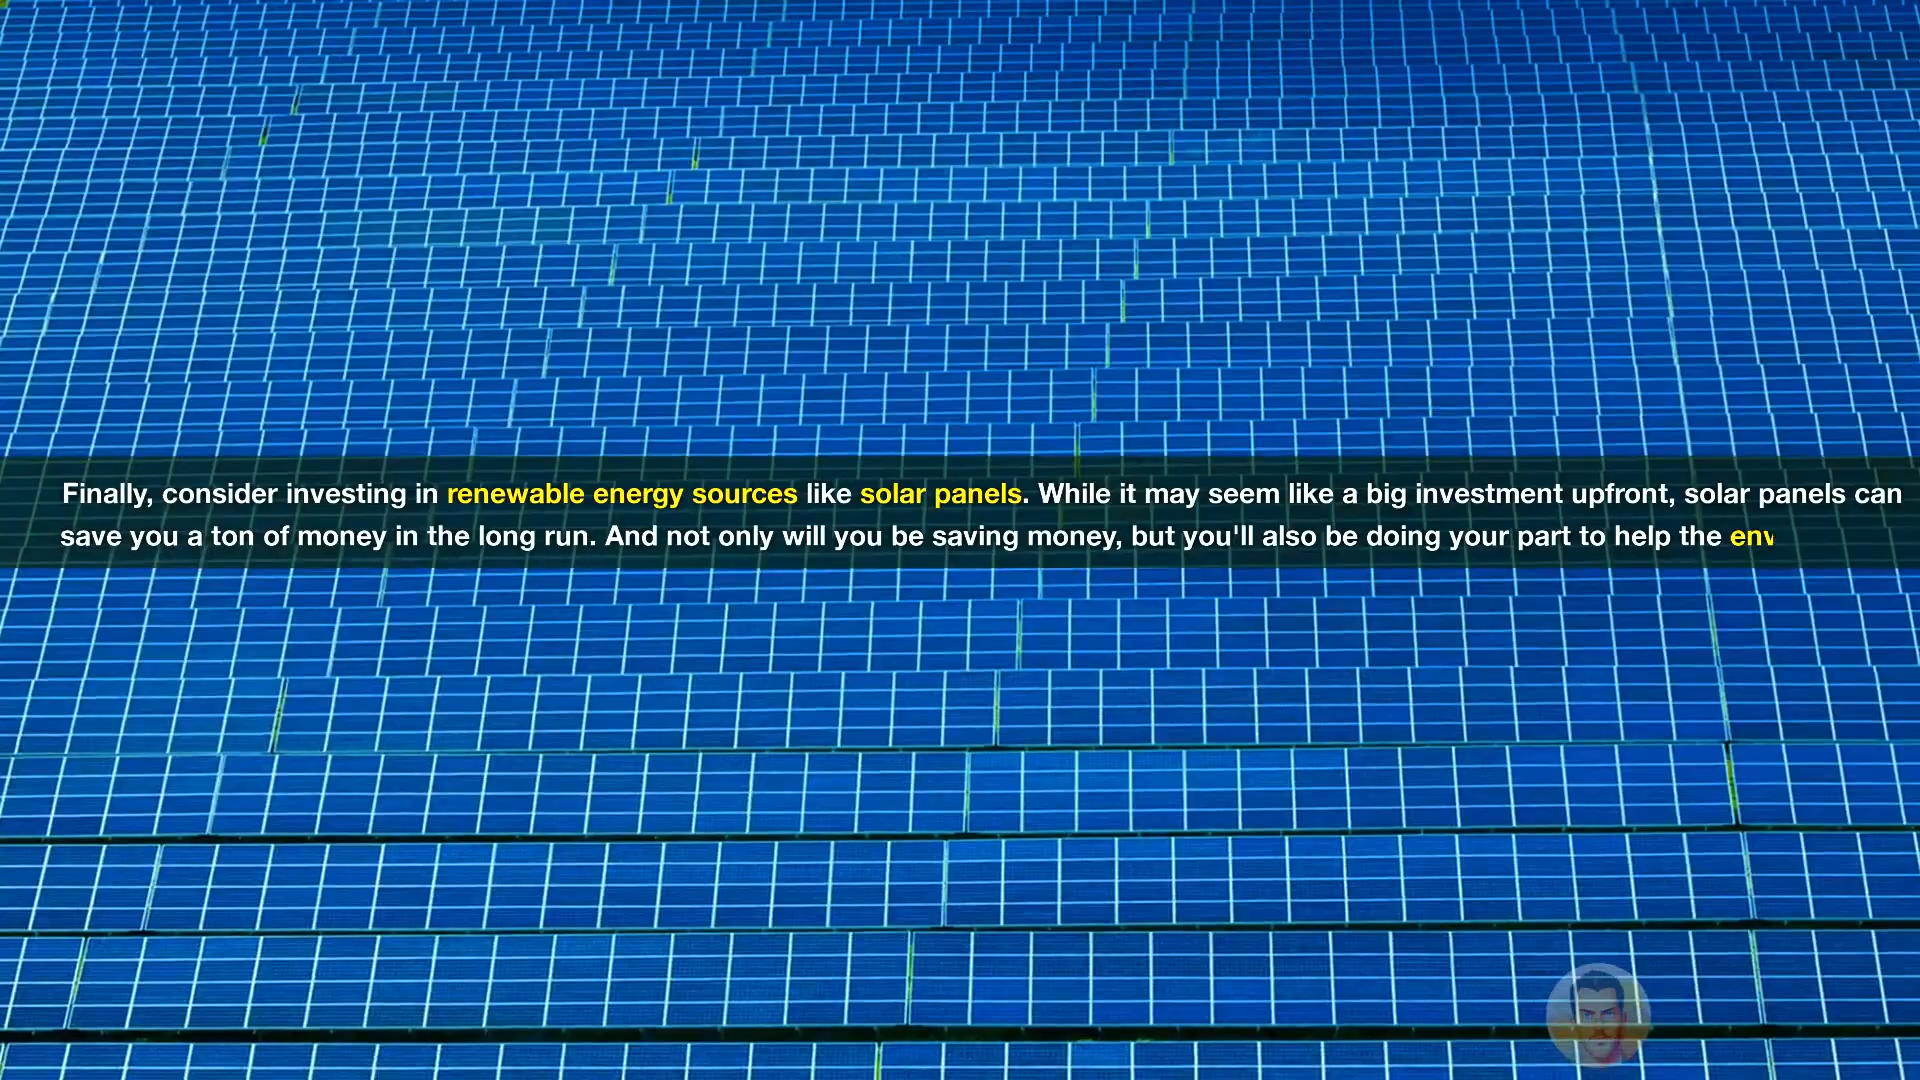 Finally, consider investing in renewable energy sources like solar panels. While it may seem like a big investment upfront, solar panels can
save you a ton of money in the long run. And not only will you be saving money, but you'll also be doing your part to help the